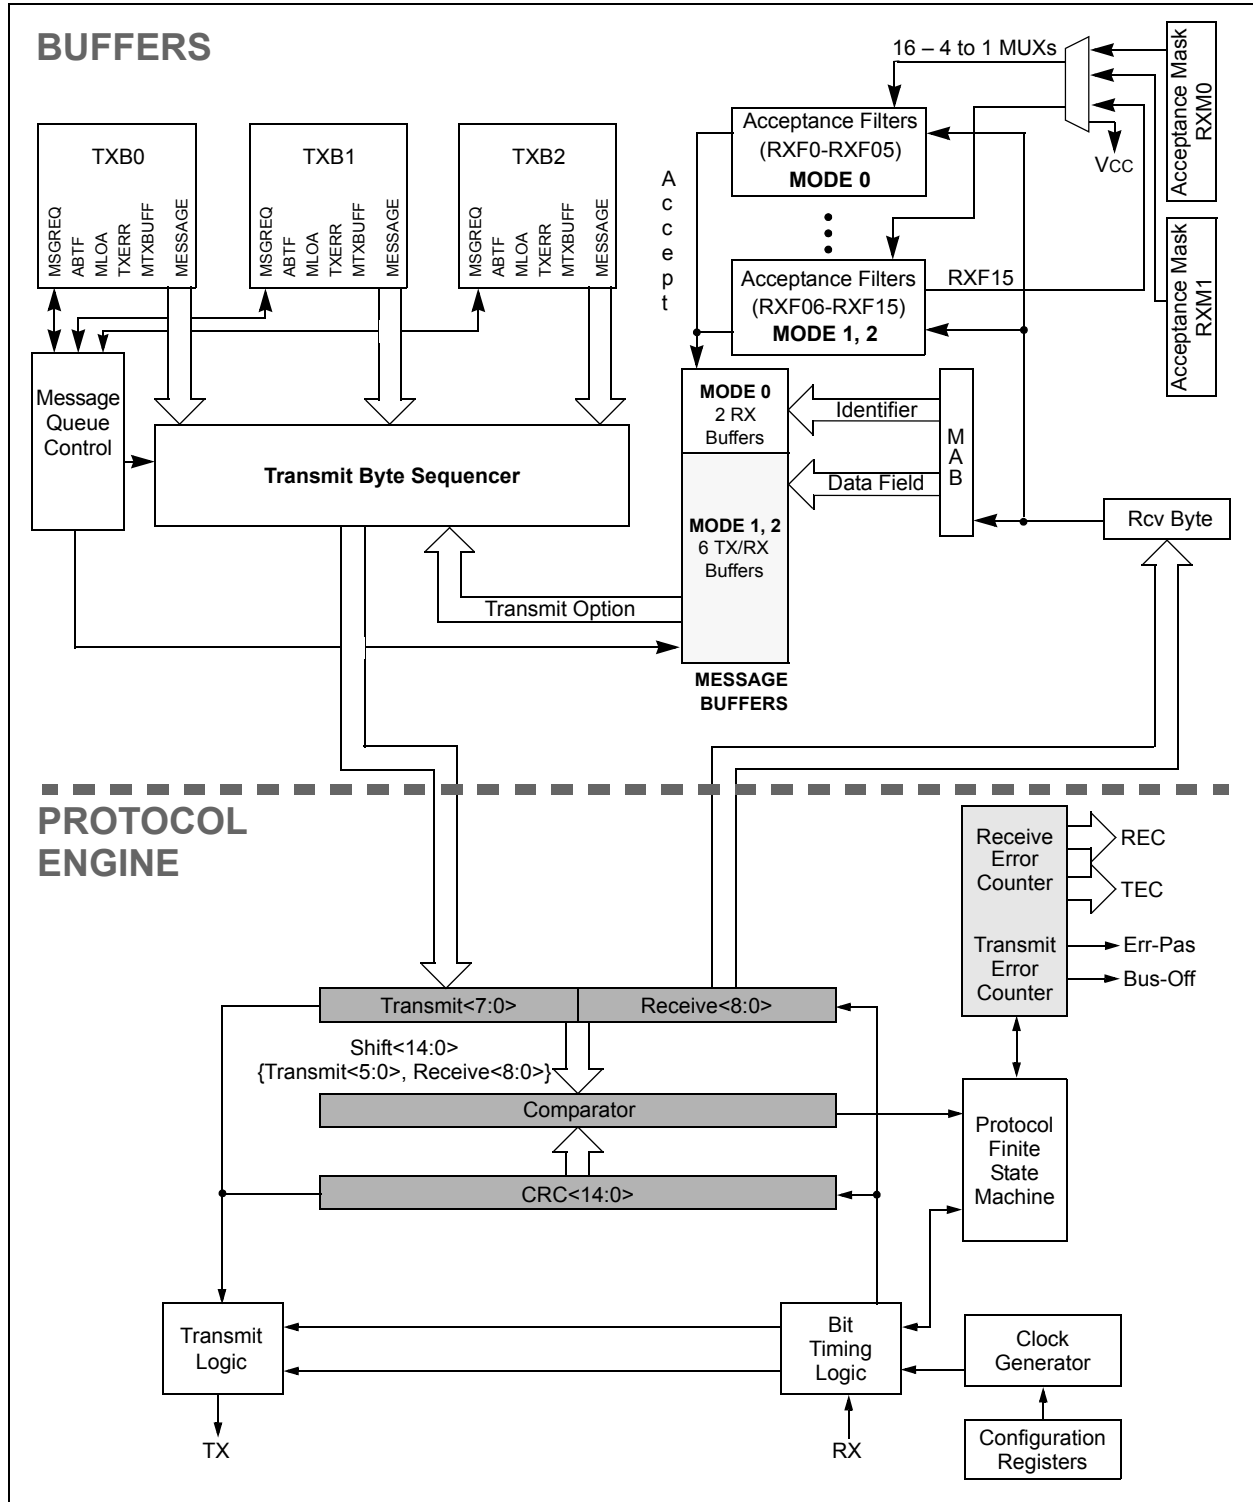 BUFFERS
16 – 4 to 1 MUXs
Acceptance Mask
RXM0
VCC
Acceptance Filters
(RXF0-RXF05)
MODE 0
Accept
TXB0
MSGREQ
ABTF
MLOA
TXERR
MTXBUFF
MESSAGE
TXB1
MSGREQ
ABTF
MLOA
TXERR
MTXBUFF
MESSAGE
TXB2
MSGREQ
ABTF
MLOA
TXERR
MTXBUFF
MESSAGE
Acceptance Filters
(RXF06-RXF15)
MODE 1, 2
RXF15
Acceptance Mask
RXM1
Message
Queue
Control
Transmit Byte Sequencer
MODE 0
2 RX
Buffers
Identifier
Data Field
MAB
Rcv Byte
MODE 1, 2
6 TX/RX
Buffers
Transmit Option
MESSAGE
BUFFERS
PROTOCOL
ENGINE
Receive
Error
Counter
REC
TEC
Transmit
Error
Counter
Err-Pas
Bus-Off
Transmit<7:0>
Receive<8:0>
Shift<14:0>
{Transmit<5:0>, Receive<8:0>}
Comparator
CRC<14:0>
Protocol
Finite
State
Machine
Transmit
Logic
Bit
Timing
Logic
Clock
Generator
TX
RX
Configuration
Registers